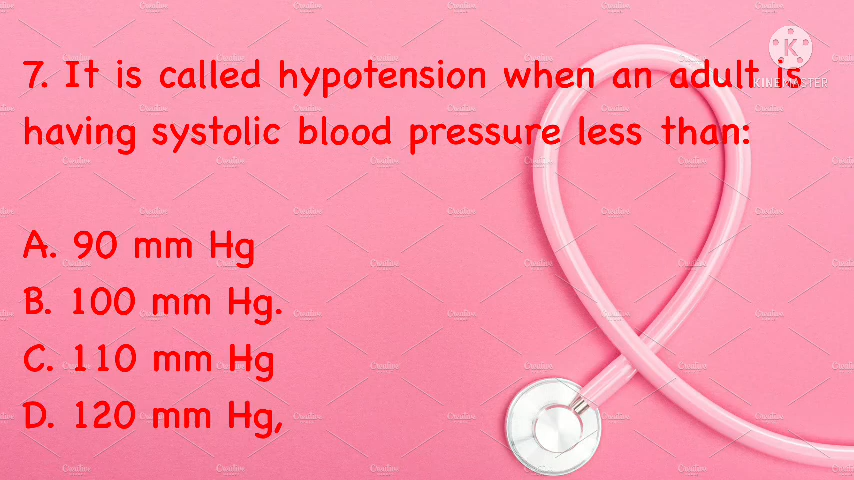 K
KINEMASTER
7. It is called hypotension when an adult is
having systolic blood pressure less than:
A. 90 mm Hg
B. 100 mm Hg.
C. 110 mm Hg
D. 120 mm Hg,